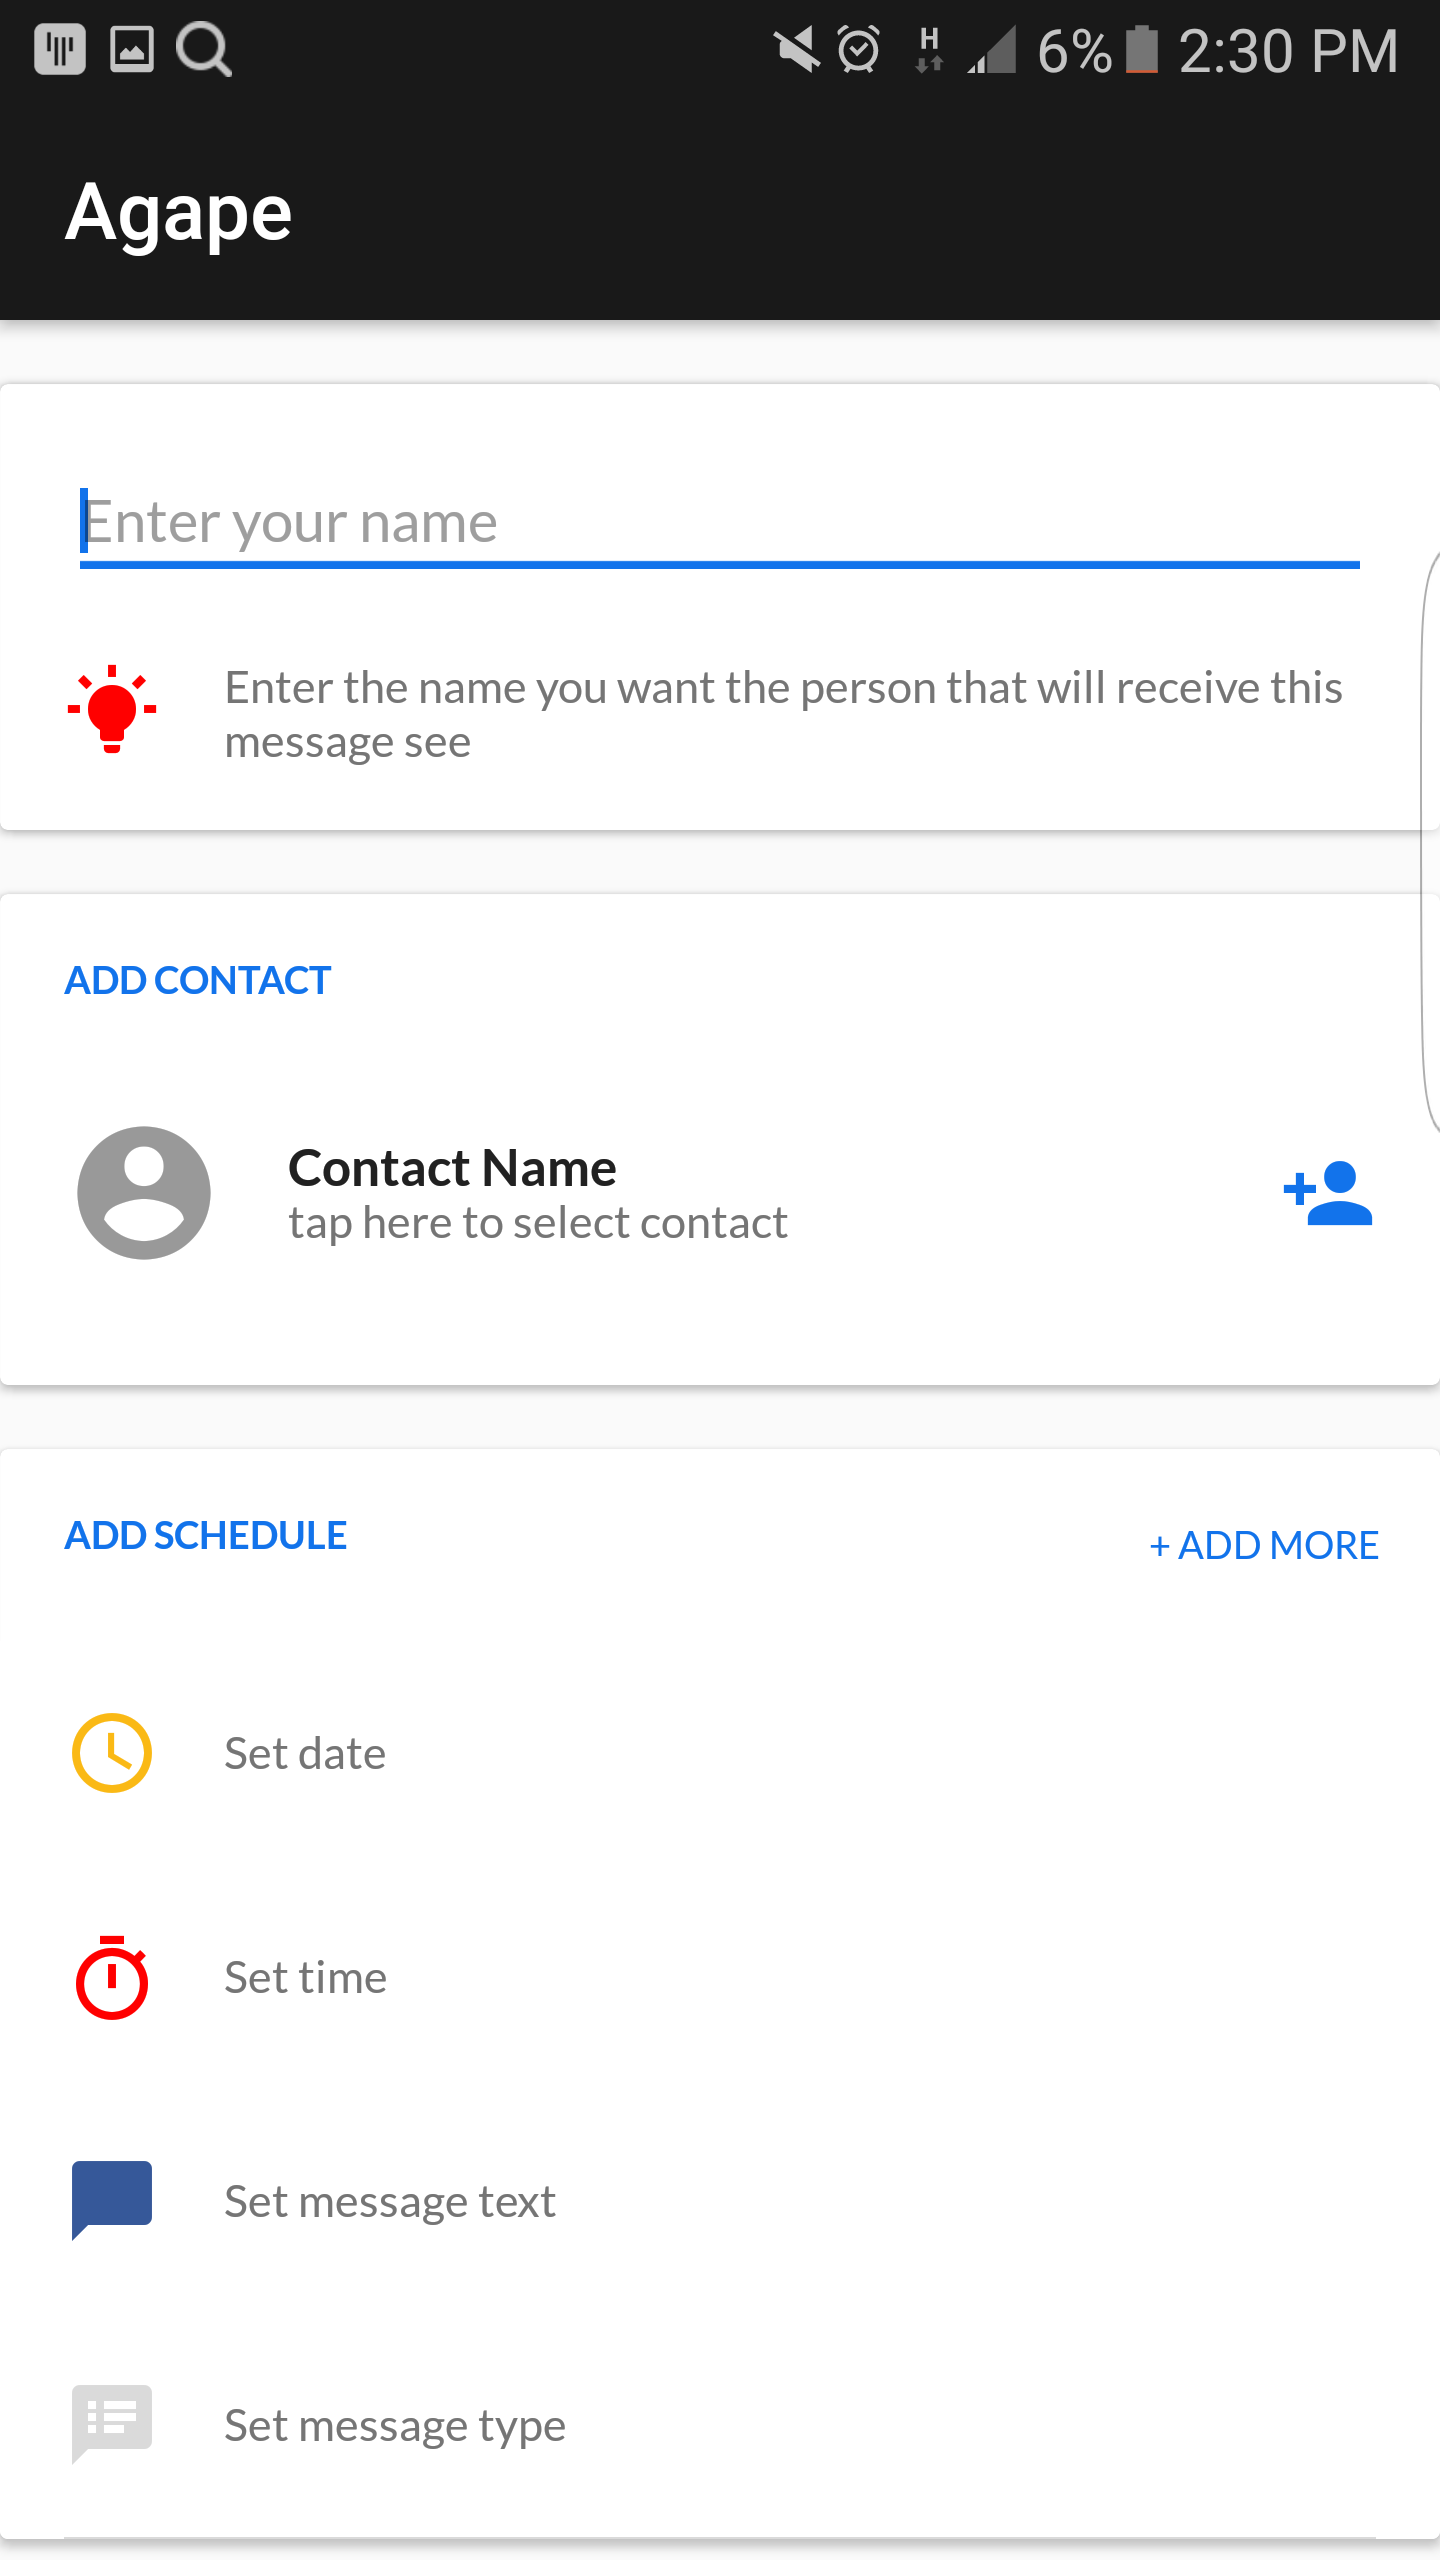 H 6% 2:30 PM
Agape
Enter your name
Enter the name you want the person that will receive this
message see
ADD CONTACT
Contact Name
tap here to select contact
ADD SCHEDULE
+ ADD MORE
Set date
Set time
Set message text
Set message type